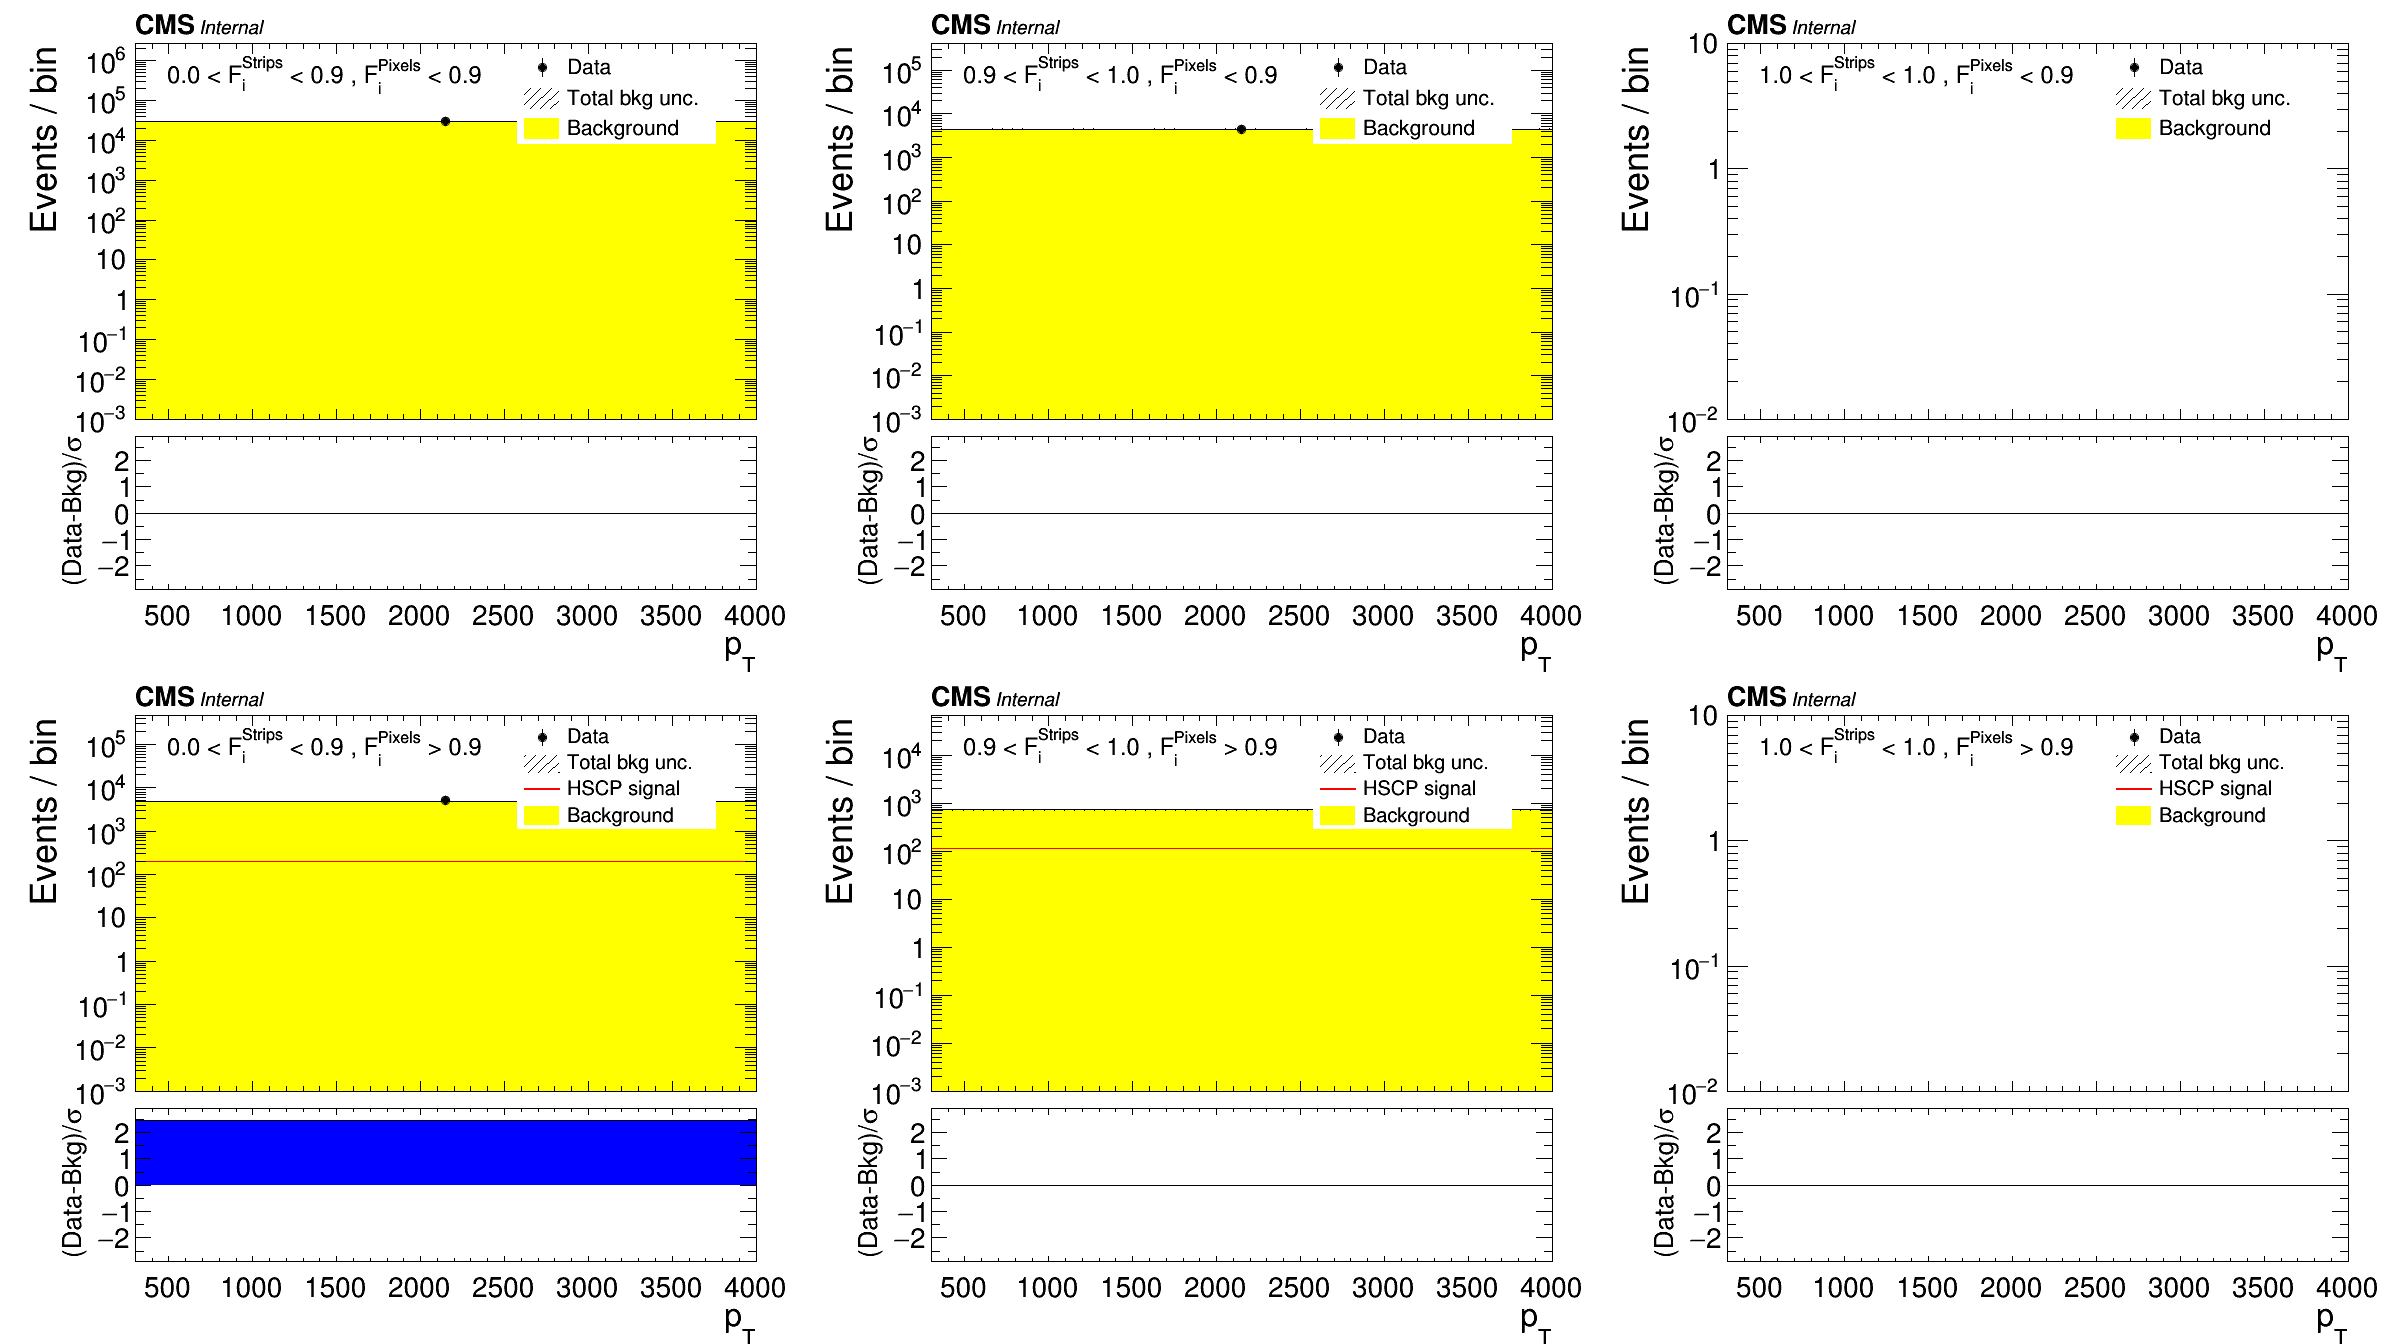 CMS Internal
Events / bin
0.0 < F_i^Strips < 0.9 , F_i^Pixels < 0.9
Data
Total bkg unc.
Background
10^6
10^5
10^4
10^3
10^2
10
1
10^−1
10^−2
10^−3
(Data-Bkg)/σ
2
1
0
−1
−2
500 1000 1500 2000 2500 3000 3500 4000
p_T
CMS Internal
Events / bin
0.9 < F_i^Strips < 1.0 , F_i^Pixels < 0.9
Data
Total bkg unc.
Background
10^5
10^4
10^3
10^2
10
1
10^−1
10^−2
10^−3
(Data-Bkg)/σ
2
1
0
−1
−2
500 1000 1500 2000 2500 3000 3500 4000
p_T
CMS Internal
Events / bin
1.0 < F_i^Strips < 1.0 , F_i^Pixels < 0.9
Data
Total bkg unc.
Background
10
1
10^−1
10^−2
(Data-Bkg)/σ
2
1
0
−1
−2
500 1000 1500 2000 2500 3000 3500 4000
p_T
CMS Internal
Events / bin
0.0 < F_i^Strips < 0.9 , F_i^Pixels > 0.9
Data
Total bkg unc.
HSCP signal
Background
10^5
10^4
10^3
10^2
10
1
10^−1
10^−2
10^−3
(Data-Bkg)/σ
2
1
0
−1
−2
500 1000 1500 2000 2500 3000 3500 4000
p_T
CMS Internal
Events / bin
0.9 < F_i^Strips < 1.0 , F_i^Pixels > 0.9
Data
Total bkg unc.
HSCP signal
Background
10^4
10^3
10^2
10
1
10^−1
10^−2
10^−3
(Data-Bkg)/σ
2
1
0
−1
−2
500 1000 1500 2000 2500 3000 3500 4000
p_T
CMS Internal
Events / bin
1.0 < F_i^Strips < 1.0 , F_i^Pixels > 0.9
Data
Total bkg unc.
HSCP signal
Background
10
1
10^−1
10^−2
(Data-Bkg)/σ
2
1
0
−1
−2
500 1000 1500 2000 2500 3000 3500 4000
p_T